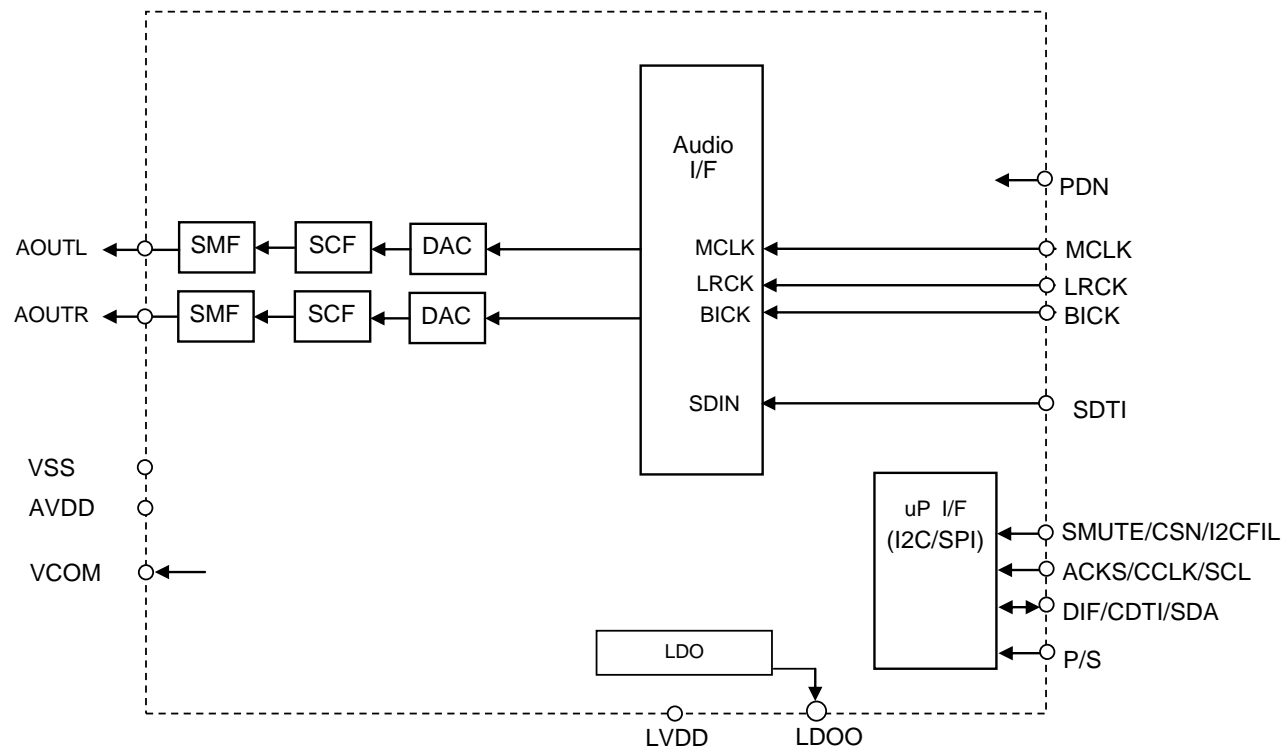 Audio
I/F
PDN
AOUTL
SMF
SCF
DAC
MCLK
MCLK
LRCK
LRCK
AOUTR
SMF
SCF
DAC
BICK
BICK
SDIN
SDTI
VSS
AVDD
uP I/F
(I2C/SPI)
SMUTE/CSN/I2CFIL
VCOM
ACKS/CCLK/SCL
DIF/CDTI/SDA
LDO
P/S
LVDD
LDOO